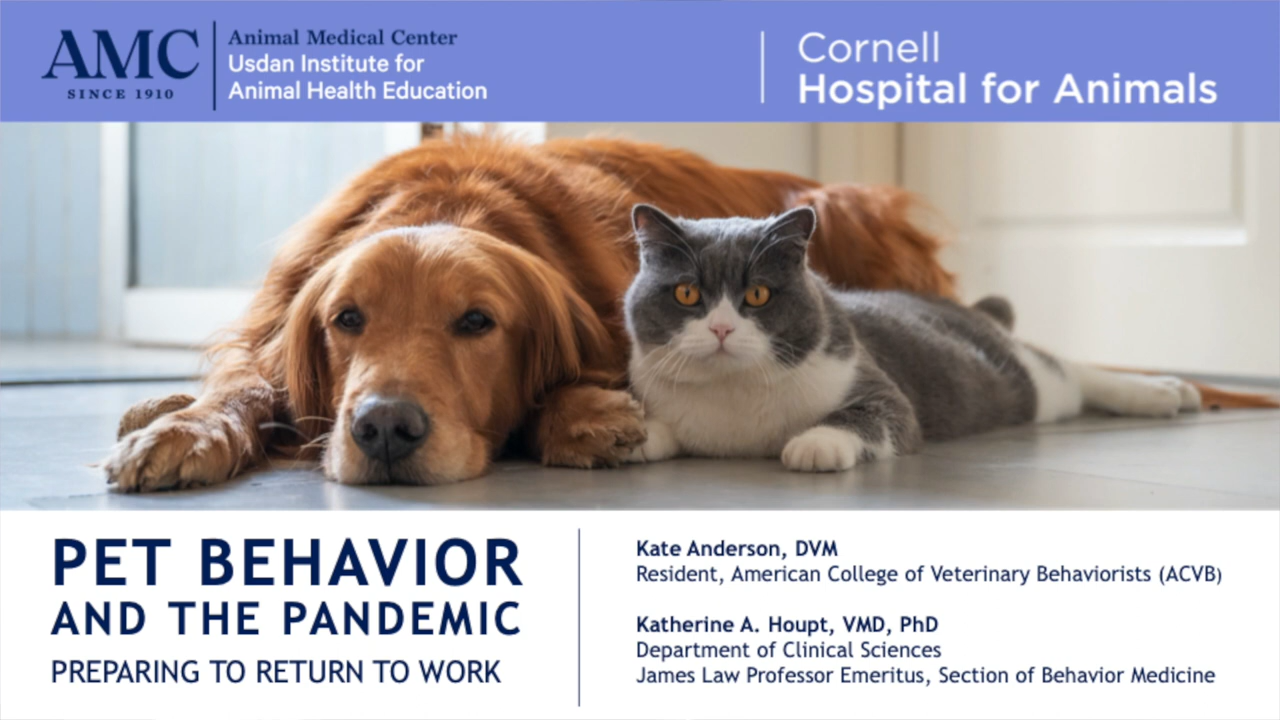 AMC
SINCE 1910
Animal Medical Center
Usdan Institute for
Animal Health Education
Cornell
Hospital for Animals
PET BEHAVIOR
AND THE PANDEMIC
PREPARING TO RETURN TO WORK
Kate Anderson, DVM
Resident, American College of Veterinary Behaviorists (ACVB)
Katherine A. Houpt, VMD, PhD
Department of Clinical Sciences
James Law Professor Emeritus, Section of Behavior Medicine